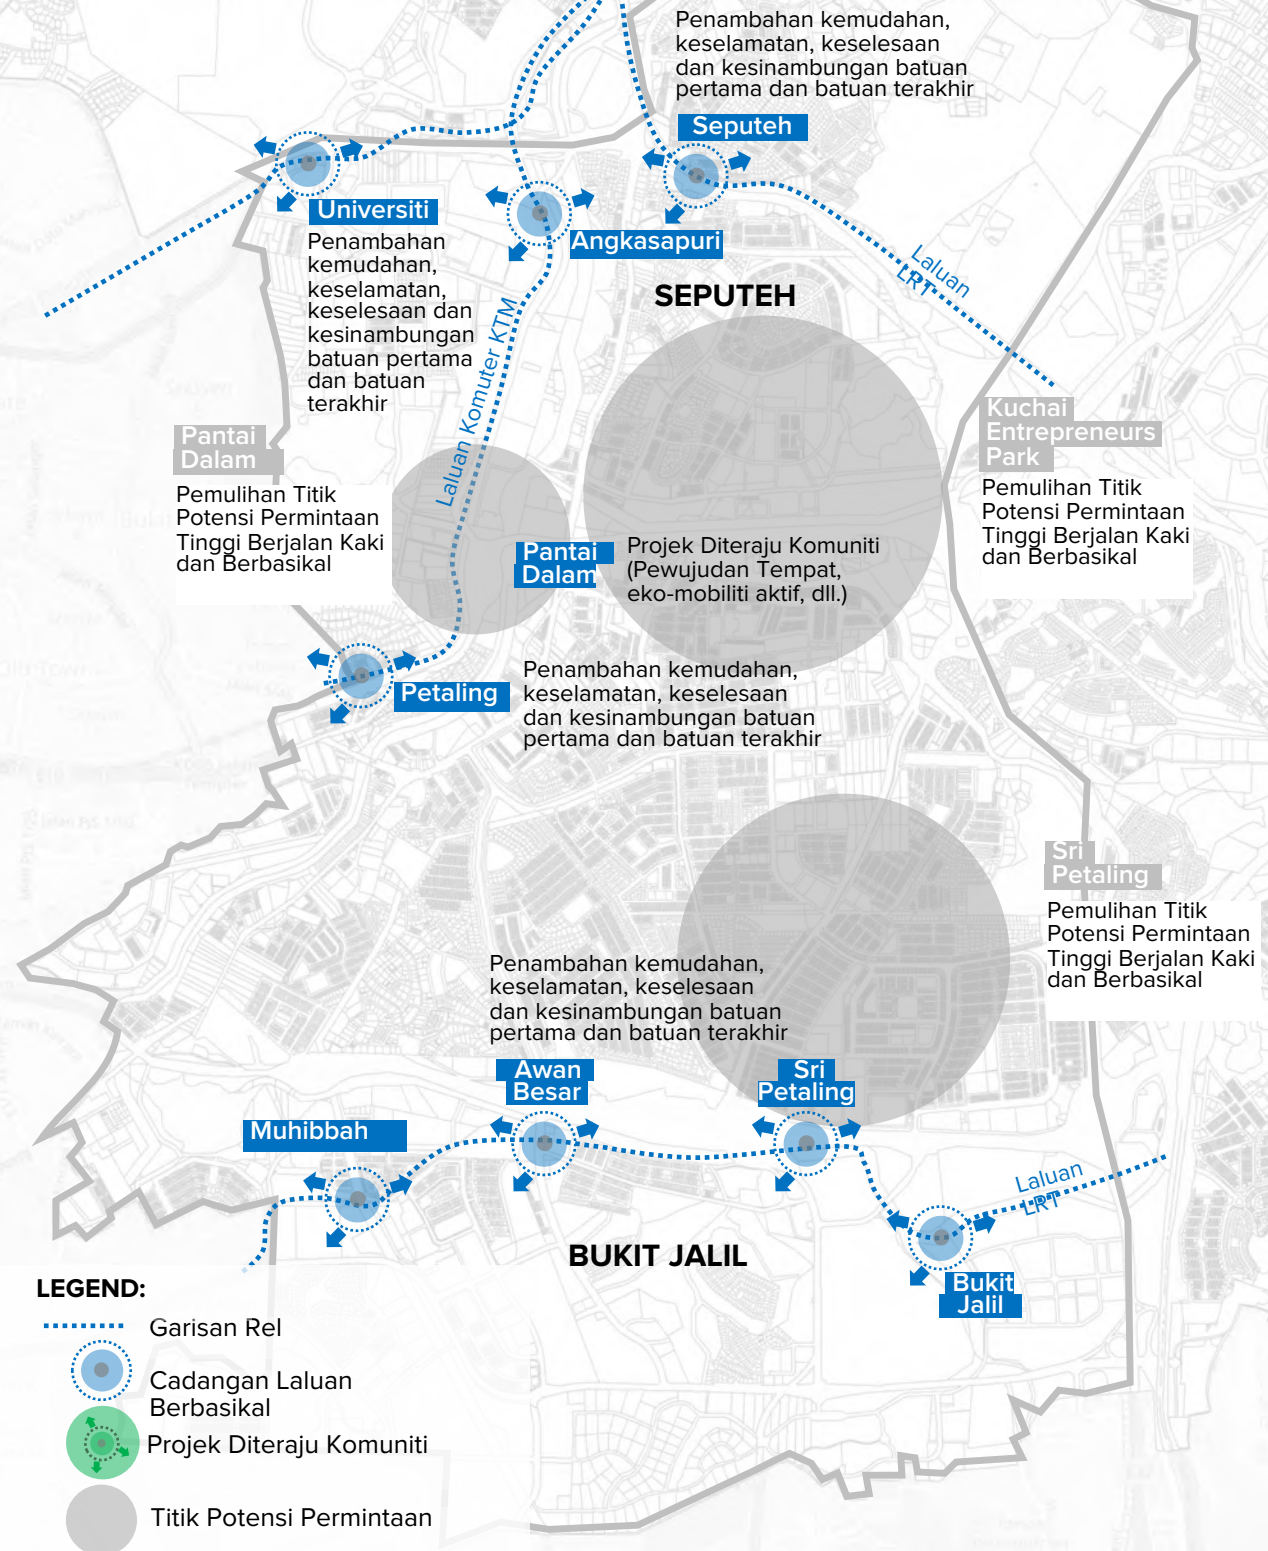 Penambahan kemudahan,
keselamatan, keselesaan
dan kesinambungan batuan
pertama dan batuan terakhir
Seputeh
Universiti
Penambahan
kemudahan,
keselamatan,
keselesaan dan
kesinambungan
batuan pertama
dan batuan
terakhir
Angkasapuri
Laluan
LRT
SEPUTEH
Laluan Komuter KTM
Pantai
Dalam
Pemulihan Titik
Potensi Permintaan
Tinggi Berjalan Kaki
dan Berbasikal
Kuchai
Entrepreneurs
Park
Pemulihan Titik
Potensi Permintaan
Tinggi Berjalan Kaki
dan Berbasikal
Pantai
Dalam
Projek Diteraju Komuniti
(Pewujudan Tempat,
eko-mobiliti aktif, dll.)
Petaling
Penambahan kemudahan,
keselamatan, keselesaan
dan kesinambungan batuan
pertama dan batuan terakhir
Sri
Petaling
Pemulihan Titik
Potensi Permintaan
Tinggi Berjalan Kaki
dan Berbasikal
Penambahan kemudahan,
keselamatan, keselesaan
dan kesinambungan batuan
pertama dan batuan terakhir
Awan
Besar
Sri
Petaling
Muhibbah
Laluan
LRT
BUKIT JALIL
Bukit
Jalil
LEGEND:
Garisan Rel
Cadangan Laluan
Berbasikal
Projek Diteraju Komuniti
Titik Potensi Permintaan